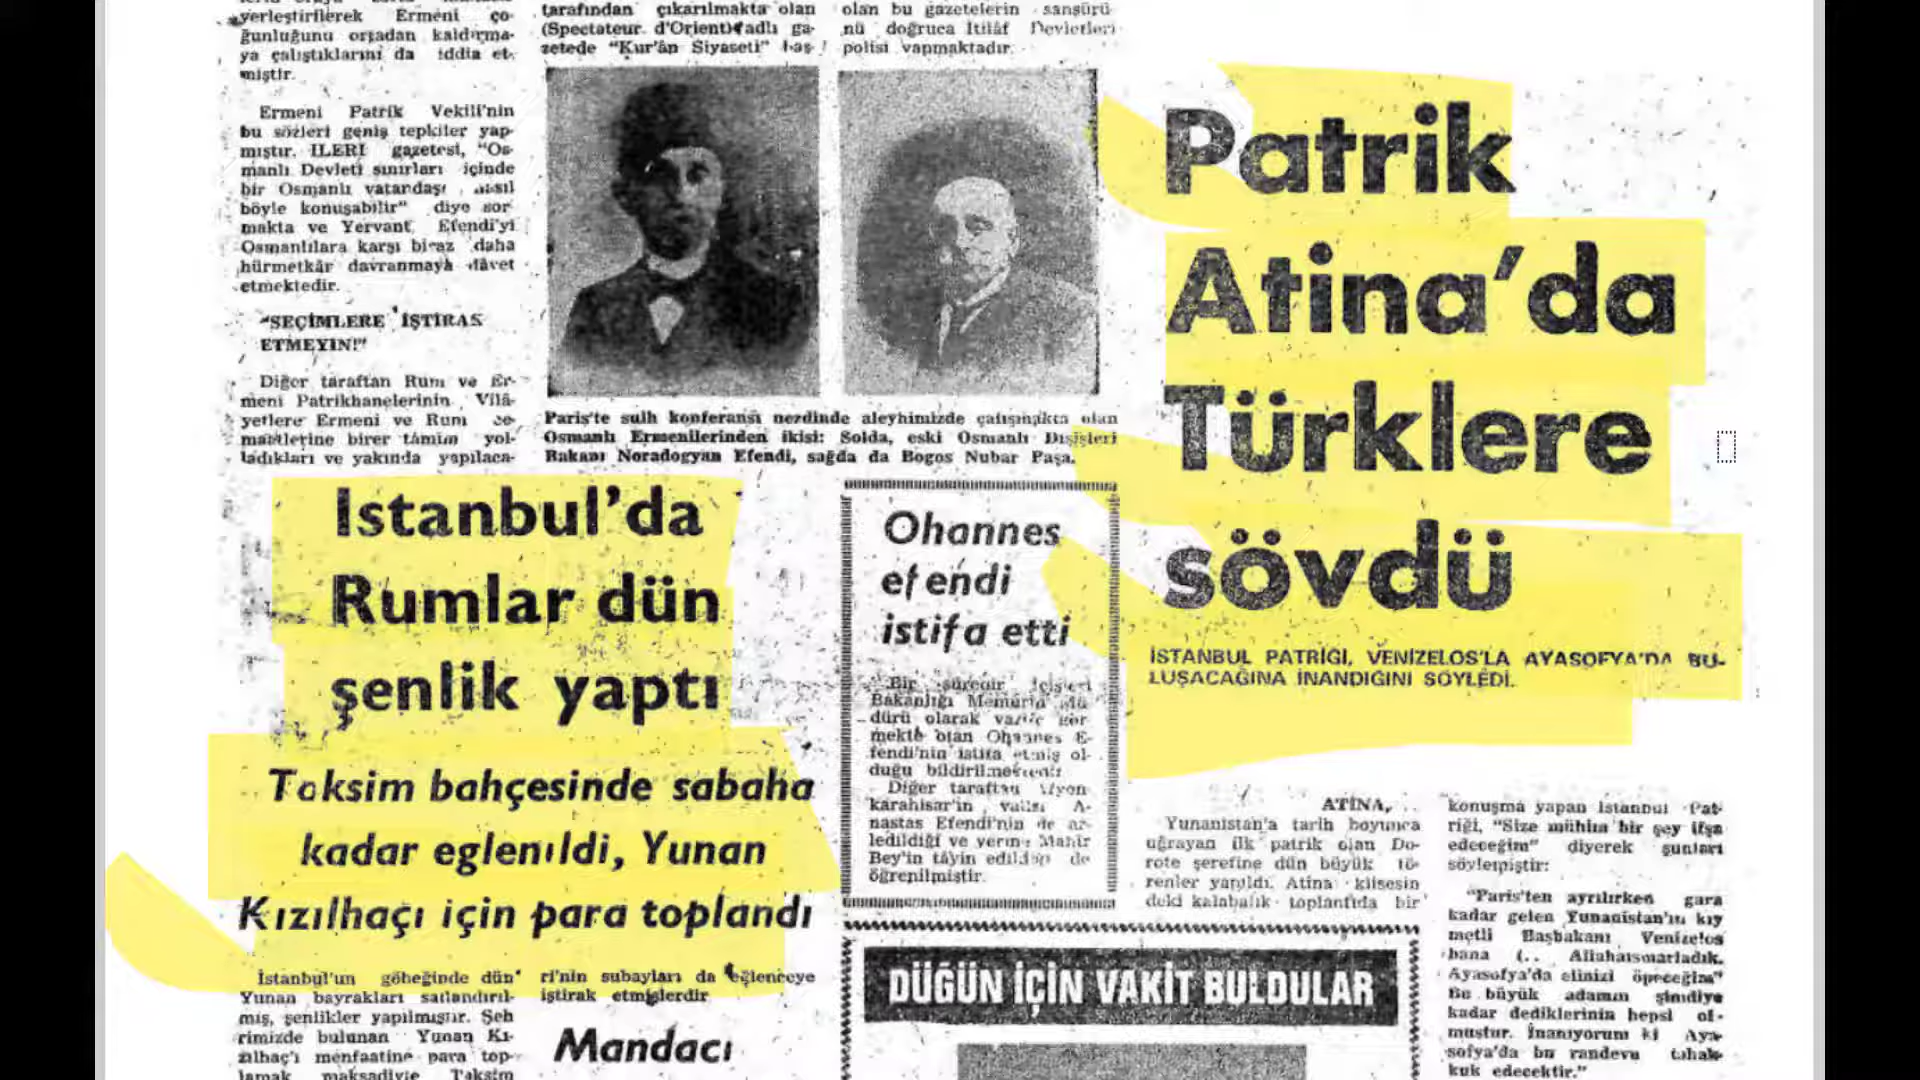 yerleştirilerek Ermeni ço-
ğunluğunu ortadan kaldırma-
ya çalıştıklarını da iddia et-
miştir.
Ermeni Patrik Vekili'nin
bu sözleri geniş tepkiler yap-
mıştır. İLERİ gazetesi, "Os-
manlı Devleti sınırları içinde
bir Osmanlı vatandaşı nasıl
böyle konuşabilir" diye sor
makta ve Yervant Efendi'yi
Osmanlılara karşı biraz daha
hürmetkâr davranmaya dâvet
etmektedir.
"SEÇİMLERE İŞTİRAK
ETMEYİN!"
Diğer taraftan Rum ve Er-
meni Patrikhanelerinin Vilâ-
yetlere Ermeni ve Rum ce-
maatlerine birer tâmim yol-
ladıkları ve yakında yapılaca-
tarafından çıkarılmakta olan
(Spectateur d'Orient) adlı ga-
zetede "Kur'ân Siyaseti" baş
olan bu gazetelerin sansürü
nü doğruca İtilâf Devletleri
polisi yapmaktadır.
Paris'te sulh konferansı nezdinde aleyhimizde çalışmakta olan
Osmanlı Ermenilerinden ikisi: Solda, eski Osmanlı Dışişleri
Bakanı Noradogyan Efendi, sağda da Bogos Nubar Paşa.
Patrik
Atina'da
Türklere
sövdü
İSTANBUL PATRİĞİ, VENİZELOS'LA AYASOFYA'DA BU-
LUŞACAĞINA İNANDIĞINI SÖYLEDİ.
ATİNA,
Yunanistan'a tarih boyunca
uğrayan ilk patrik olan Do-
rote şerefine dün büyük tö-
renler yapıldı. Atina kilisesin
deki kalabalık toplantıda bir
konuşma yapan İstanbul Pat-
riği, "Size mühim bir şey ifşa
edeceğim" diyerek şunları
söylemiştir:
"Paris'ten ayrılırken gara
kadar gelen Yunanistan'ın kıy
metli Başbakanı Venizelos
bana (.. Allahaısmarladık.
Ayasofya'da elinizi öpeceğim"
Bu büyük adamın şimdiye
kadar dediklerinin hepsi ol-
muştur. İnanıyorum ki Aya-
sofya'da bu randevu tahak-
kuk edecektir."
İstanbul'da
Rumlar dün
şenlik yaptı
Taksim bahçesinde sabaha
kadar eğlenildi, Yunan
Kızılhaçı için para toplandı
İstanbul'un göbeğinde dün
Yunan bayrakları sallandırıl-
mış, şenlikler yapılmıştır. Şeh
rimizde bulunan Yunan Kı-
zılhaç'ı menfaatine para top-
lamak maksadiyle Taksim
ri'nin subayları da eğlenceye
iştirak etmişlerdir
Mandacı
Ohannes
efendi
istifa etti
Bir süredir İçişleri
Bakanlığı Memurin Mü
dürü olarak vazife gör
mekte olan Ohannes E-
fendi'nin istifa etmiş ol-
duğu bildirilmektedir
Diğer taraftan Afyon
karahisar'ın valisi A-
nastas Efendi'nin de az-
ledildiği ve yerine Mahir
Bey'in tâyin edildiği de
öğrenilmiştir.
DÜĞÜN İÇİN VAKİT BULDULAR